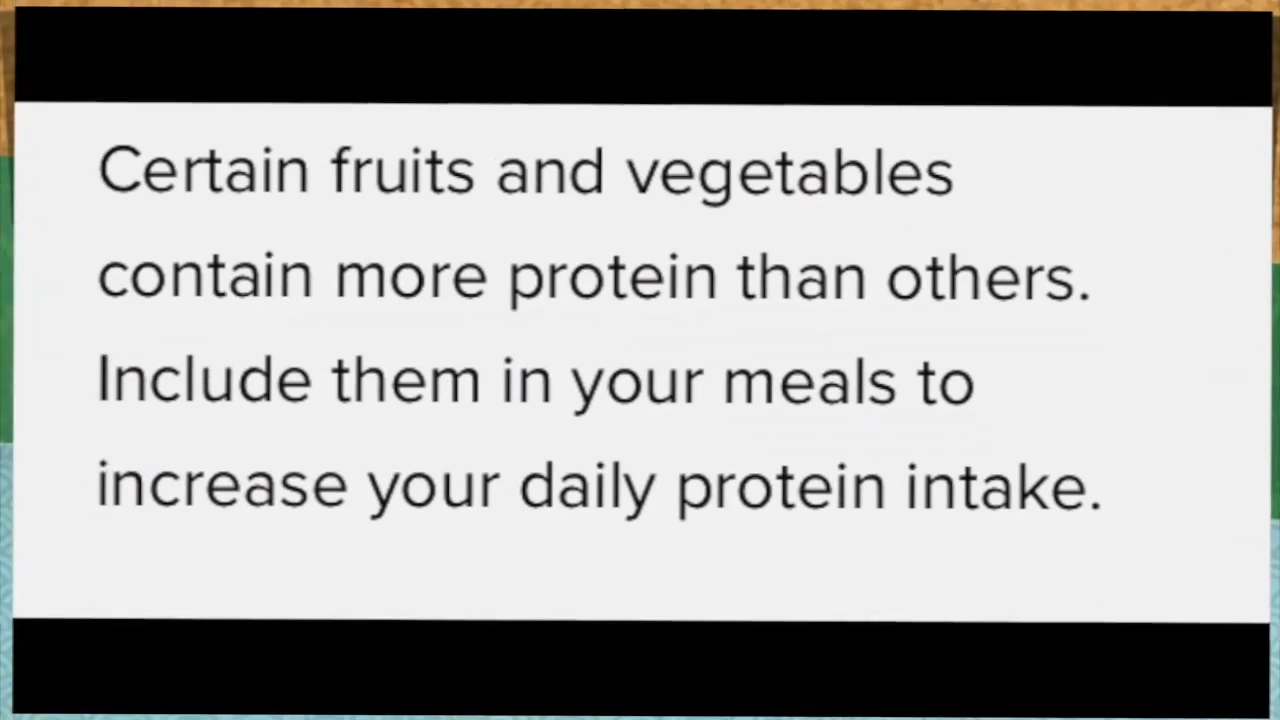 Certain fruits and vegetables
contain more protein than others.
Include them in your meals to
increase your daily protein intake.